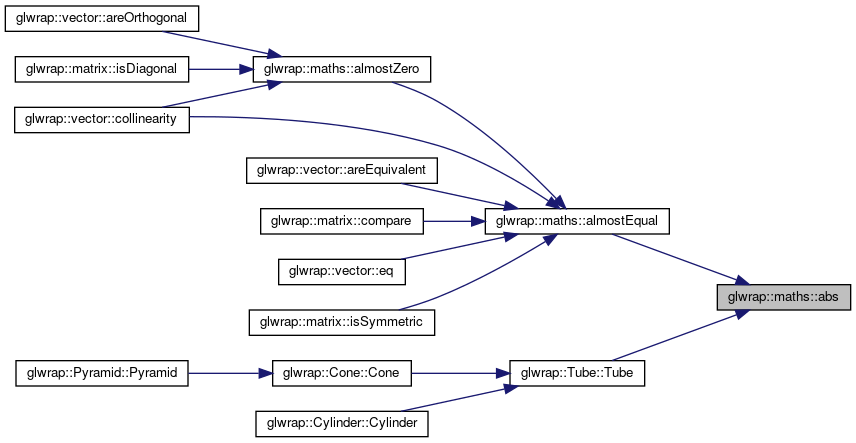 glwrap::vector::areOrthogonal
glwrap::matrix::isDiagonal
glwrap::maths::almostZero
glwrap::vector::collinearity
glwrap::vector::areEquivalent
glwrap::matrix::compare
glwrap::maths::almostEqual
glwrap::vector::eq
glwrap::maths::abs
glwrap::matrix::isSymmetric
glwrap::Pyramid::Pyramid
glwrap::Cone::Cone
glwrap::Tube::Tube
glwrap::Cylinder::Cylinder